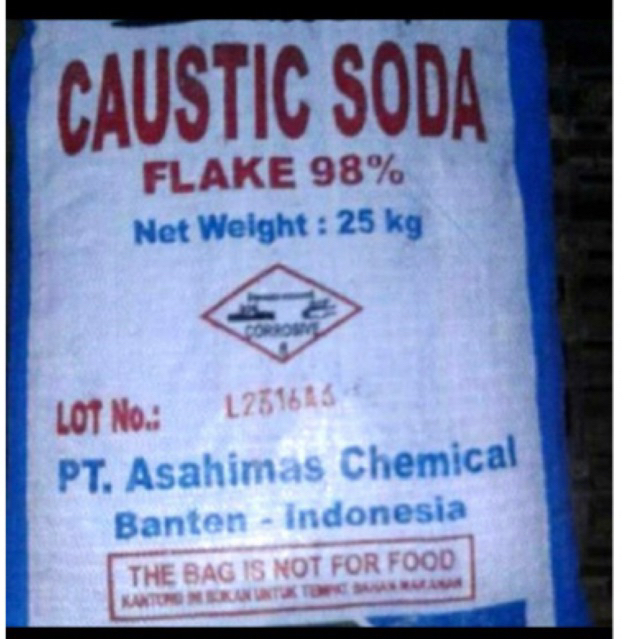 CAUSTIC SODA
FLAKE 98%
Net Weight : 25 kg
CORROSIVE
8
LOT No.:
PT. Asahimas Chemical
Banten - Indonesia
THE BAG IS NOT FOR FOOD
KANTONG INI BUKAN UNTUK TEMPAT BAHAN MAKANAN